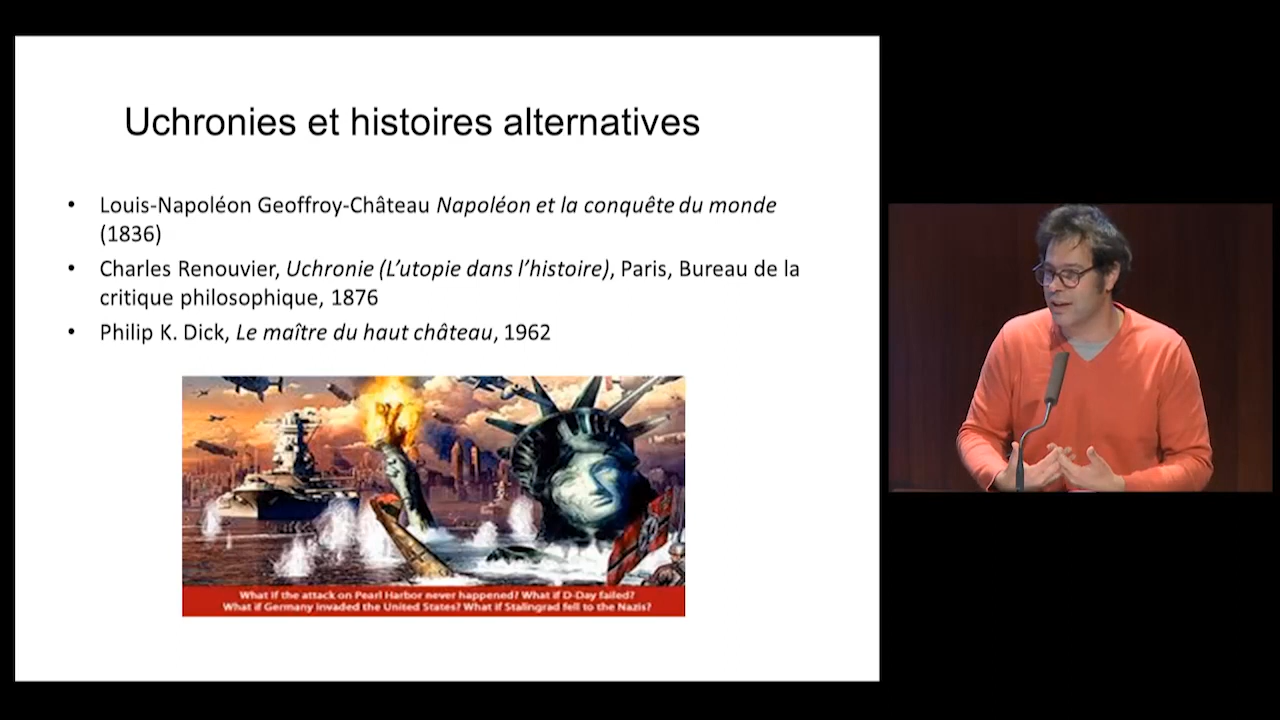 Uchronies et histoires alternatives
• Louis-Napoléon Geoffroy-Château Napoléon et la conquête du monde
(1836)
• Charles Renouvier, Uchronie (L’utopie dans l’histoire), Paris, Bureau de la
critique philosophique, 1876
• Philip K. Dick, Le maître du haut château, 1962
What if the attack on Pearl Harbor never happened? What if D-Day failed?
What if Germany invaded the United States? What if Stalingrad fell to the Nazis?